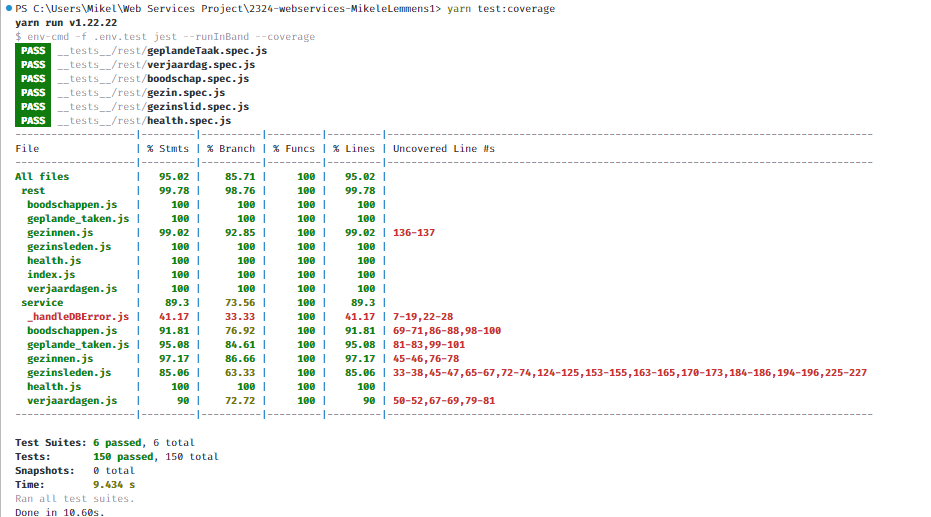 PS C:\Users\Mikel\Web Services Project\2324-webservices-MikeleLemmens1> yarn test:coverage
yarn run v1.22.22
$ env-cmd -f .env.test jest --runInBand --coverage
PASS __tests__/rest/geplandeTaak.spec.js
PASS __tests__/rest/verjaardag.spec.js
PASS __tests__/rest/boodschap.spec.js
PASS __tests__/rest/gezin.spec.js
PASS __tests__/rest/gezinslid.spec.js
PASS __tests__/rest/health.spec.js
--------------------|---------|----------|---------|---------|-------------------------------------------------------------------------------------
File | % Stmts | % Branch | % Funcs | % Lines | Uncovered Line #s
--------------------|---------|----------|---------|---------|-------------------------------------------------------------------------------------
All files | 95.02 | 85.71 | 100 | 95.02 |
rest | 99.78 | 98.76 | 100 | 99.78 |
boodschappen.js | 100 | 100 | 100 | 100 |
geplande_taken.js | 100 | 100 | 100 | 100 |
gezinnen.js | 99.02 | 92.85 | 100 | 99.02 | 136-137
gezinsleden.js | 100 | 100 | 100 | 100 |
health.js | 100 | 100 | 100 | 100 |
index.js | 100 | 100 | 100 | 100 |
verjaardagen.js | 100 | 100 | 100 | 100 |
service | 89.3 | 73.56 | 100 | 89.3 |
_handleDBError.js | 41.17 | 33.33 | 100 | 41.17 | 7-19,22-28
boodschappen.js | 91.81 | 76.92 | 100 | 91.81 | 69-71,86-88,98-100
geplande_taken.js | 95.08 | 84.61 | 100 | 95.08 | 81-83,99-101
gezinnen.js | 97.17 | 86.66 | 100 | 97.17 | 45-46,76-78
gezinsleden.js | 85.06 | 63.33 | 100 | 85.06 | 33-38,45-47,65-67,72-74,124-125,153-155,163-165,170-173,184-186,194-196,225-227
health.js | 100 | 100 | 100 | 100 |
verjaardagen.js | 90 | 72.72 | 100 | 90 | 50-52,67-69,79-81
--------------------|---------|----------|---------|---------|-------------------------------------------------------------------------------------
Test Suites: 6 passed, 6 total
Tests: 150 passed, 150 total
Snapshots: 0 total
Time: 9.434 s
Ran all test suites.
Done in 10.60s.